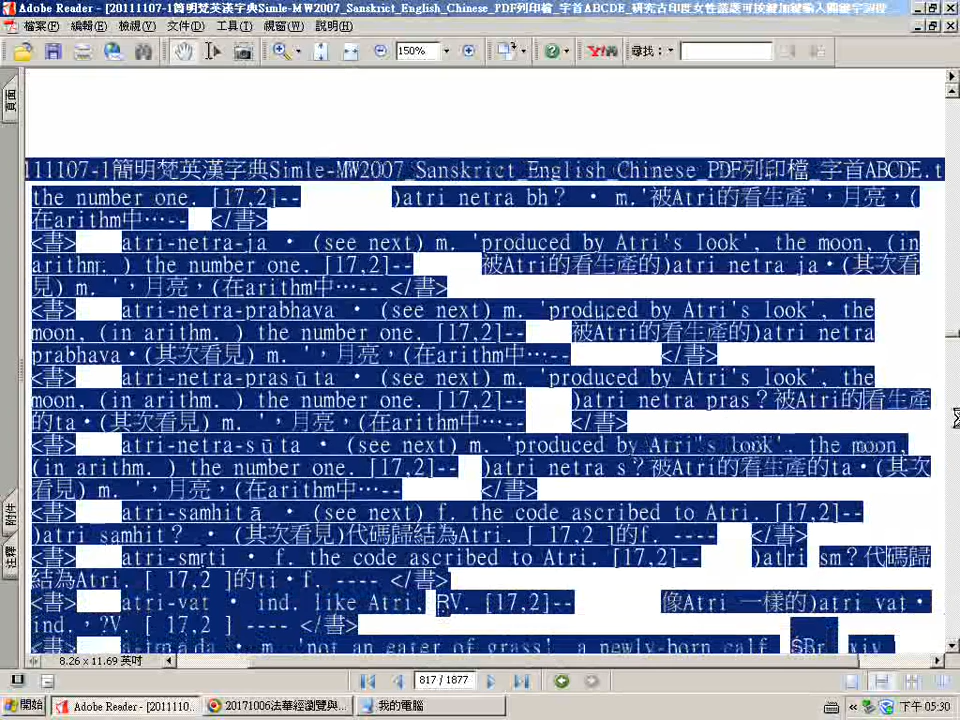 Adobe Reader - [20111107-1簡明梵英漢字典Simle-MW2007_Sanskrict_English_Chinese_PDF列印檔_字首ABCDE_研究古印度女性
檔案(F) 編輯(E) 檢視(V) 文件(D) 工具(T) 視窗(W) 說明(H)
150% 尋找:
頁面
附件
註釋
111107-1簡明梵英漢字典Simle-MW2007_Sanskrict_English_Chinese_PDF列印檔_字首ABCDE.t
the number one. [17,2]-- )atri netra bh? · m.'被Atri的看生產'，月亮，(
在arithm中…-- </書>
<書> atri-netra-ja · (see next) m. 'produced by Atri's look', the moon, (in
arithm. ) the number one. [17,2]-- 被Atri的看生產的)atri netra ja·(其次看
見) m. '，月亮，(在arithm中…-- </書>
<書> atri-netra-prabhava · (see next) m. 'produced by Atri's look', the
moon, (in arithm. ) the number one. [17,2]-- 被Atri的看生產的)atri netra
prabhava·(其次看見) m. '，月亮，(在arithm中…-- </書>
<書> atri-netra-prasūta · (see next) m. 'produced by Atri's look', the
moon, (in arithm. ) the number one. [17,2]-- )atri netra pras?被Atri的看生產
的ta·(其次看見) m. '，月亮，(在arithm中…-- </書>
<書> atri-netra-sūta · (see next) m. 'produced by Atri's look', the moon,
(in arithm. ) the number one. [17,2]-- )atri netra s?被Atri的看生產的ta·(其次
看見) m. '，月亮，(在arithm中…-- </書>
<書> atri-samhitā · (see next) f. the code ascribed to Atri. [17,2]--
)atri samhit? · (其次看見)代碼歸結為Atri. [ 17,2 ]的f. ---- </書>
<書> atri-smṛti · f. the code ascribed to Atri. [17,2]-- )atri sm?代碼歸
結為Atri. [ 17,2 ]的ti·f. ---- </書>
<書> atri-vat · ind. like Atri, ṚV. [17,2]-- 像Atri 一樣的)atri vat·
ind.，?V. [ 17,2 ] ---- </書>
<書> a-trṇāda · m. 'not an eater of grass', a newly-born calf, ŚBr. xiv,
8.26 x 11.69 英吋
817 / 1877
開始 Adobe Reader - [2011110... 20171006法華經瀏覽與... 我的電腦 下午 05:30